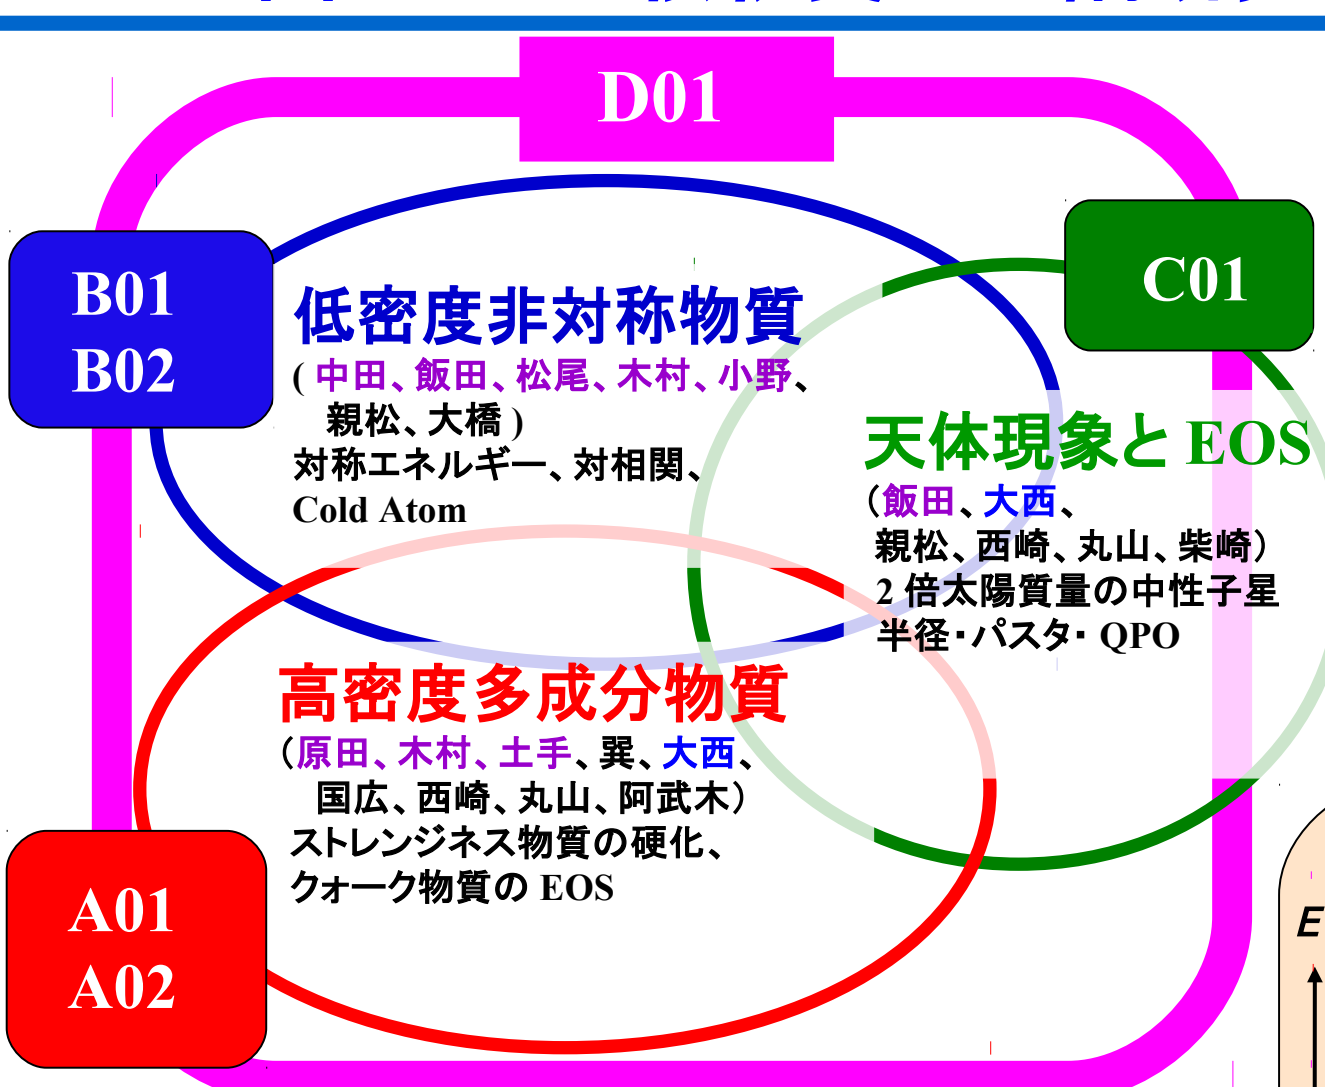 D01
B01
B02
C01
低密度非対称物質
( 中田、飯田、松尾、木村、小野、
親松、大橋 )
対称エネルギー、対相関、
Cold Atom
天体現象と EOS
（飯田、大西、
親松、西崎、丸山、柴崎）
2 倍太陽質量の中性子星
半径・パスタ・ QPO
高密度多成分物質
（原田、木村、土手、巽、大西、
国広、西崎、丸山、阿武木）
ストレンジネス物質の硬化、
クォーク物質の EOS
A01
A02
E